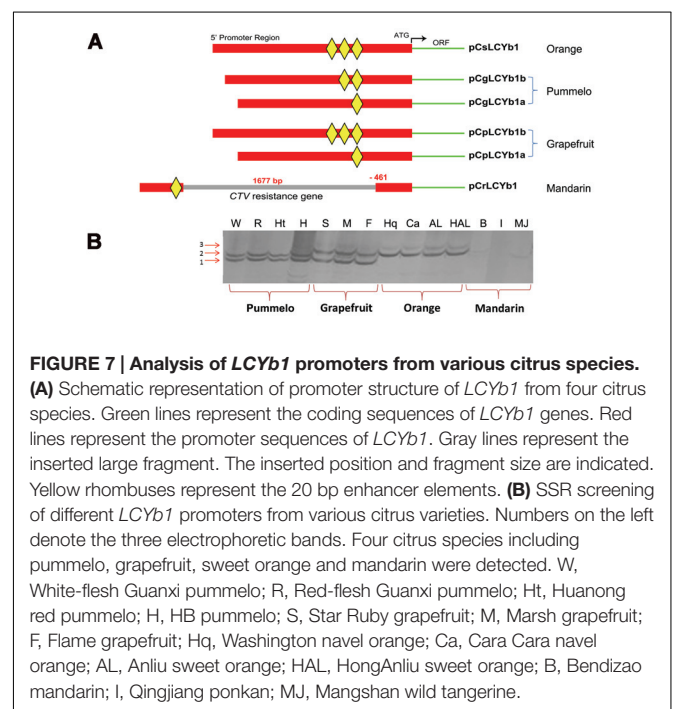 A
5' Promoter Region
ATG
ORF
pCsLCYb1
Orange
pCgLCYb1b
Pummelo
pCgLCYb1a
pCpLCYb1b
Grapefruit
pCpLCYb1a
1677 bp
- 461
CTV resistance gene
pCrLCYb1
Mandarin
B
W R Ht H S M F Hq Ca AL HAL B I MJ
3
2
1
Pummelo Grapefruit Orange Mandarin
FIGURE 7 | Analysis of LCYb1 promoters from various citrus species.
(A) Schematic representation of promoter structure of LCYb1 from four citrus
species. Green lines represent the coding sequences of LCYb1 genes. Red
lines represent the promoter sequences of LCYb1. Gray lines represent the
inserted large fragment. The inserted position and fragment size are indicated.
Yellow rhombuses represent the 20 bp enhancer elements. (B) SSR screening
of different LCYb1 promoters from various citrus varieties. Numbers on the left
denote the three electrophoretic bands. Four citrus species including
pummelo, grapefruit, sweet orange and mandarin were detected. W,
White-flesh Guanxi pummelo; R, Red-flesh Guanxi pummelo; Ht, Huanong
red pummelo; H, HB pummelo; S, Star Ruby grapefruit; M, Marsh grapefruit;
F, Flame grapefruit; Hq, Washington navel orange; Ca, Cara Cara navel
orange; AL, Anliu sweet orange; HAL, HongAnliu sweet orange; B, Bendizao
mandarin; I, Qingjiang ponkan; MJ, Mangshan wild tangerine.